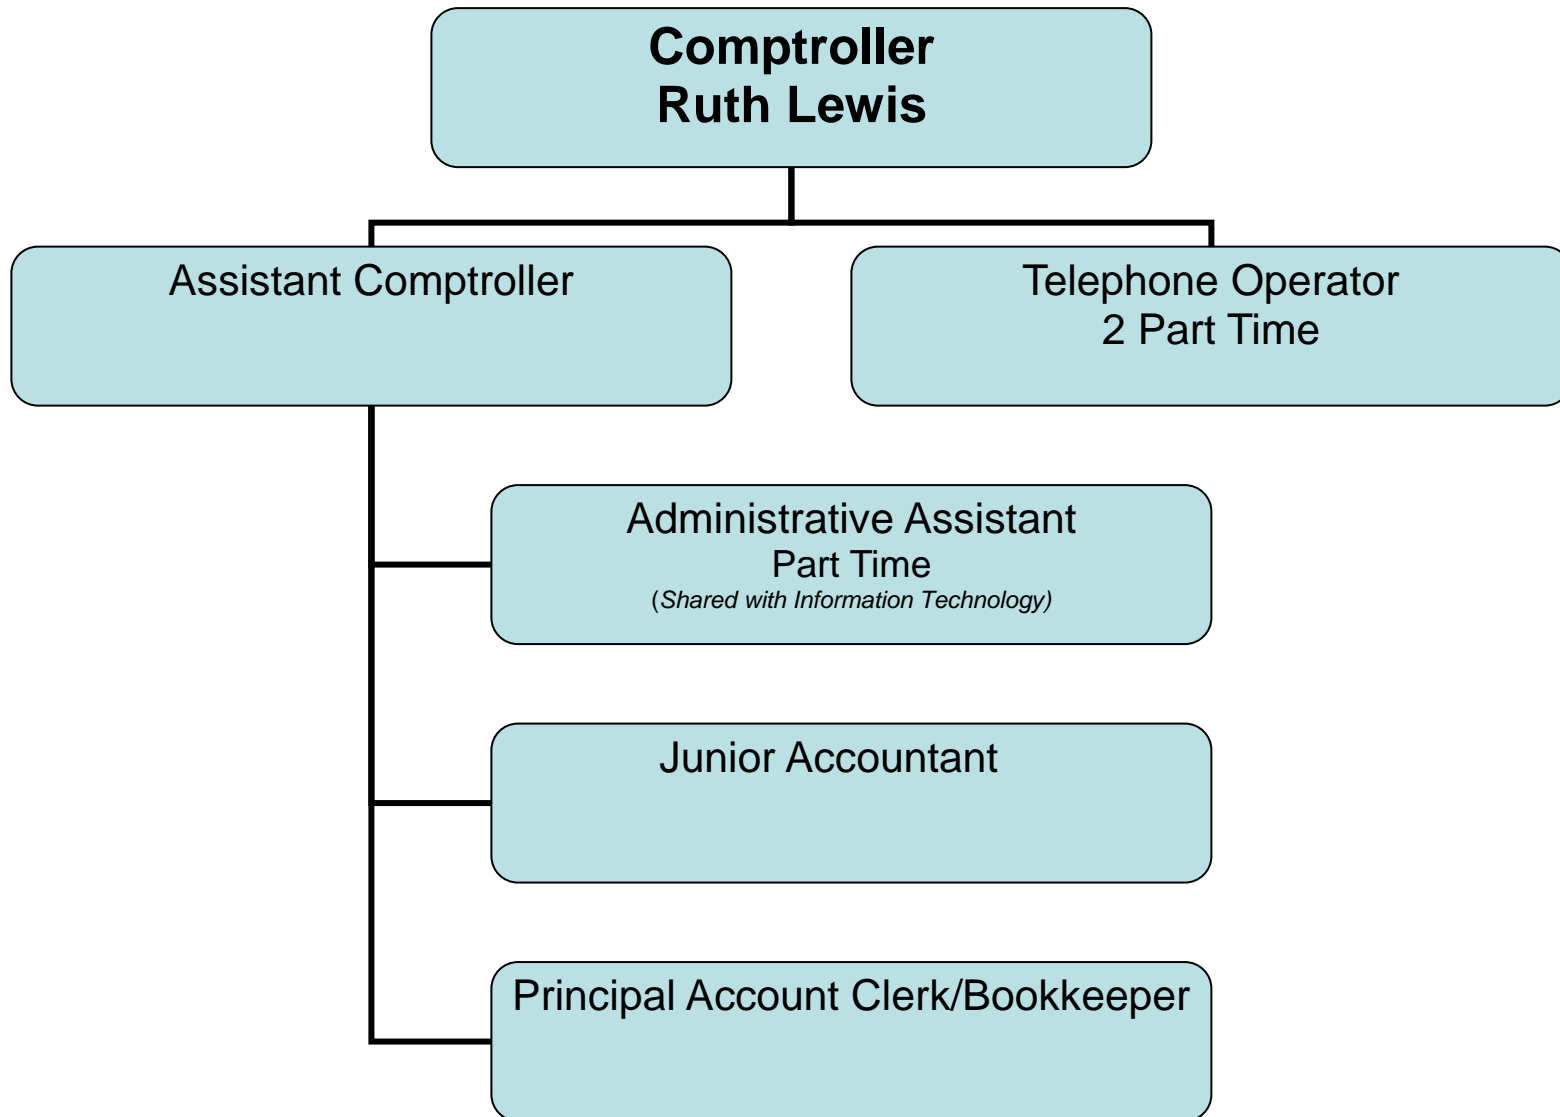 Comptroller
Ruth Lewis
Assistant Comptroller
Telephone Operator
2 Part Time
Administrative Assistant
Part Time
(Shared with Information Technology)
Junior Accountant
Principal Account Clerk/Bookkeeper